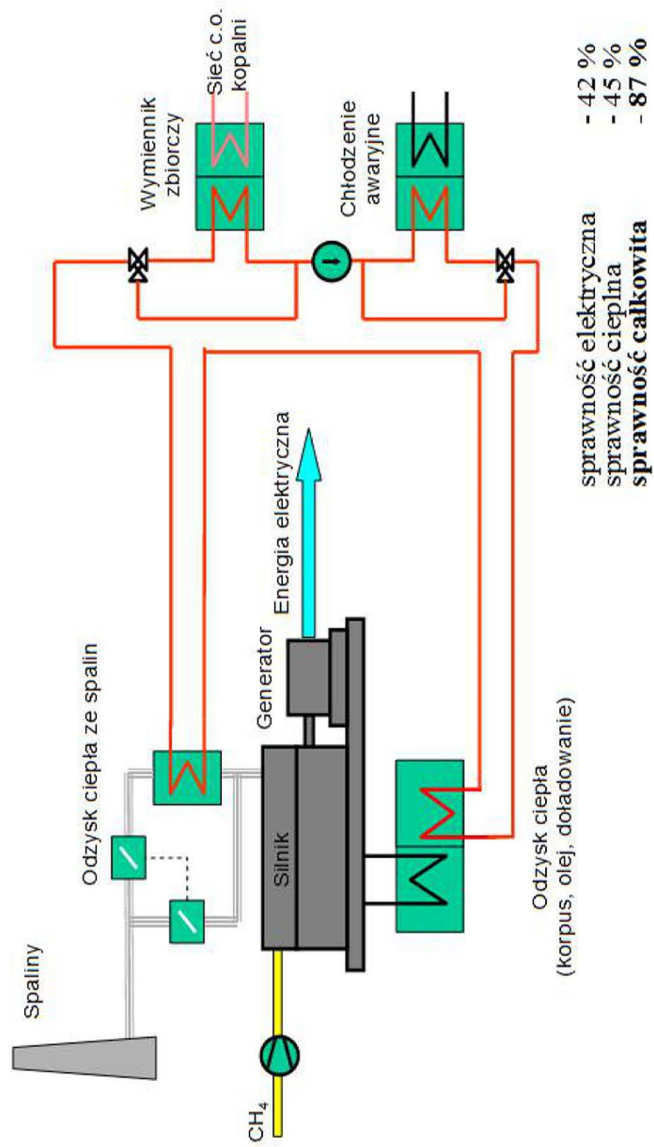 Spaliny
Odzysk ciepła ze spalin
CH₄
Silnik
Generator
Energia elektryczna
Odzysk ciepła
(korpus, olej, doładowanie)
Wymiennik
zbiorczy
Sieć c.o.
kopalni
Chłodzenie
awaryjne
sprawność elektryczna - 42 %
sprawność cieplna - 45 %
sprawność całkowita - 87 %